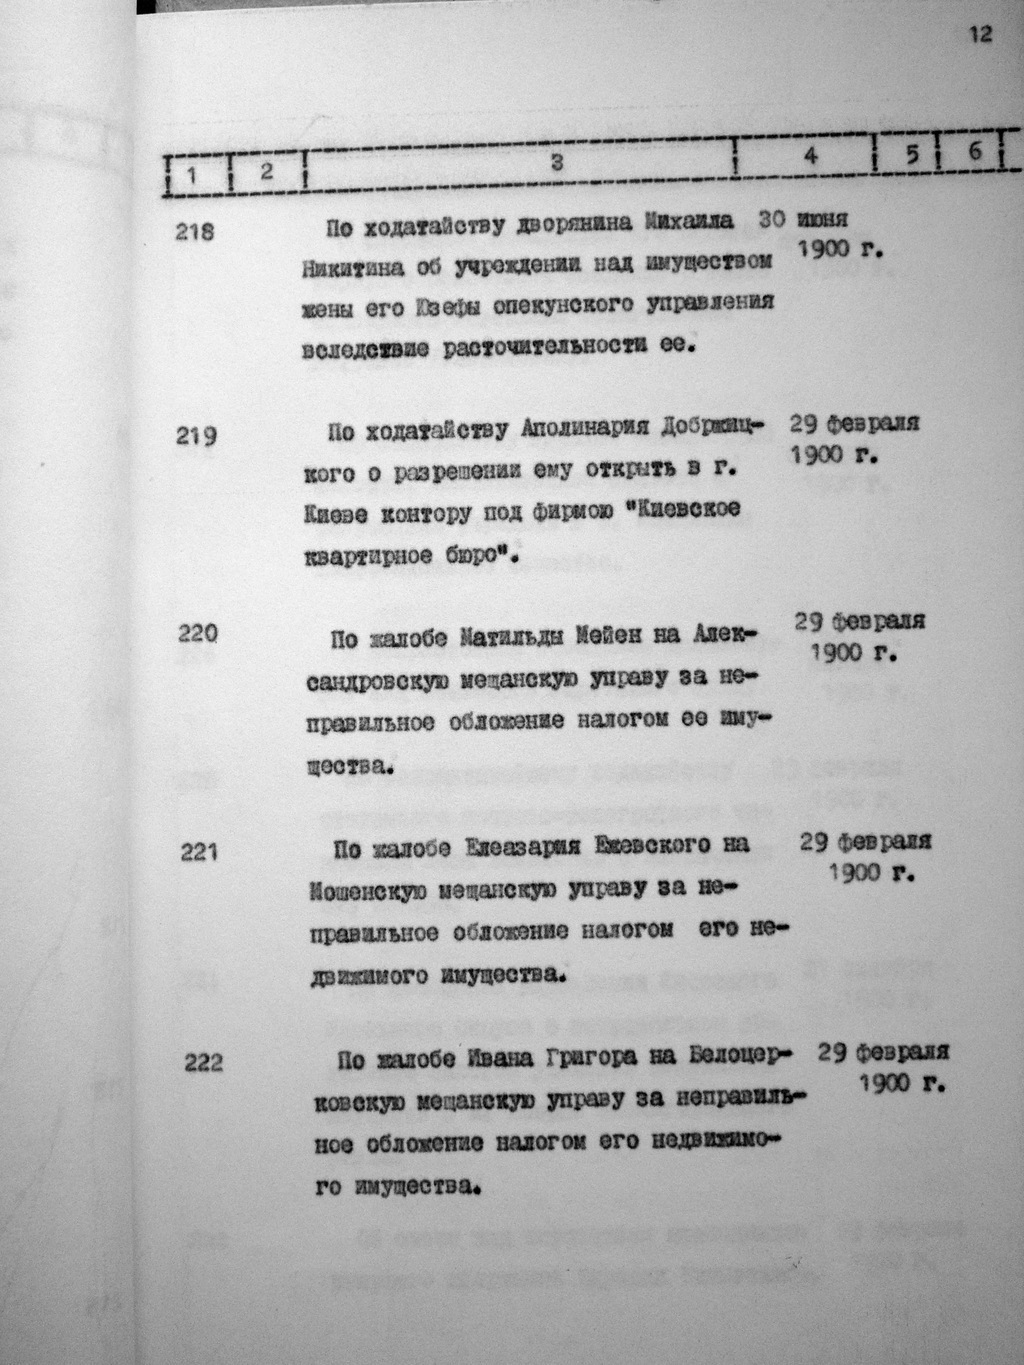 12
1 2 3 4 5 6
218 По ходатайству дворянина Михаила 30 июня
Никитина об учреждении над имуществом 1900 г.
жены его Юзефы опекунского управления
вследствие расточительности ее.
219 По ходатайству Аполинария Добржиц- 29 февраля
кого о разрешении ему открыть в г. 1900 г.
Киеве контору под фирмою "Киевское
квартирное бюро".
220 По жалобе Матильды Мейен на Алек- 29 февраля
сандровскую мещанскую управу за не- 1900 г.
правильное обложение налогом ее иму-
щества.
221 По жалобе Елеазария Ежевского на 29 февраля
Мошенскую мещанскую управу за не- 1900 г.
правильное обложение налогом его не-
движимого имущества.
222 По жалобе Ивана Григора на Белоцер- 29 февраля
ковскую мещанскую управу за неправиль- 1900 г.
ное обложение налогом его недвижимо-
го имущества.